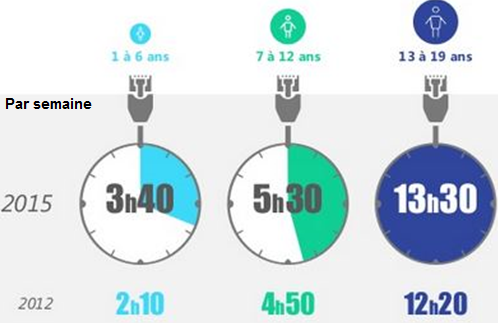 1 à 6 ans 7 à 12 ans 13 à 19 ans
Par semaine
2015 3h40 5h30 13h30
2012 2h10 4h50 12h20